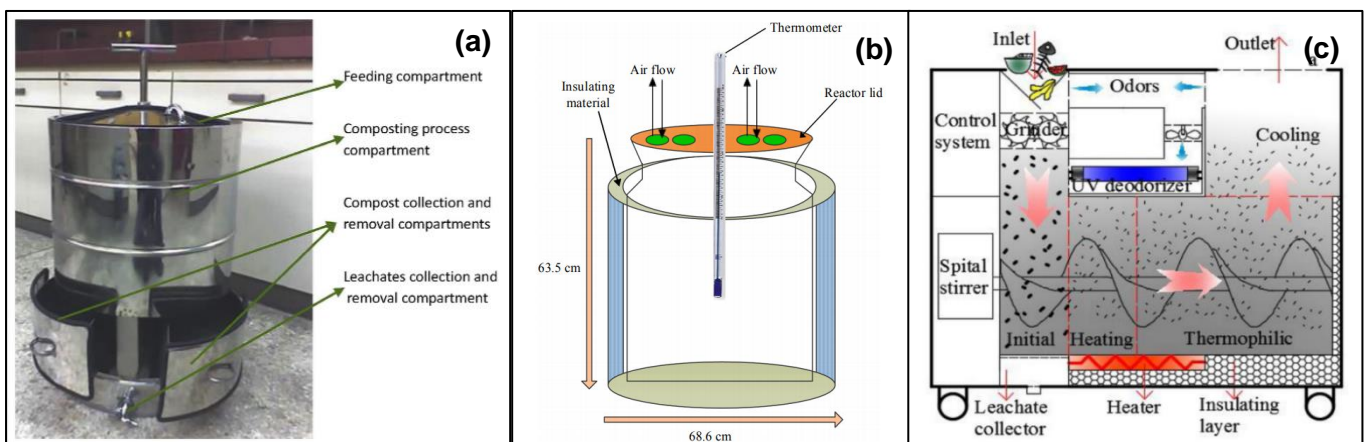 (a)
Feeding compartment
Composting process
compartment
Compost collection and
removal compartments
Leachates collection and
removal compartment
(b)
Thermometer
Air flow
Air flow
Insulating
material
Reactor lid
63.5 cm
68.6 cm
(c)
Inlet
Outlet
a
Odors
Control
system
Grinder
Cooling
UV deodorizer
Spital
stirrer
Initial
Heating
Thermophilic
Leachate
collector
Heater
Insulating
layer